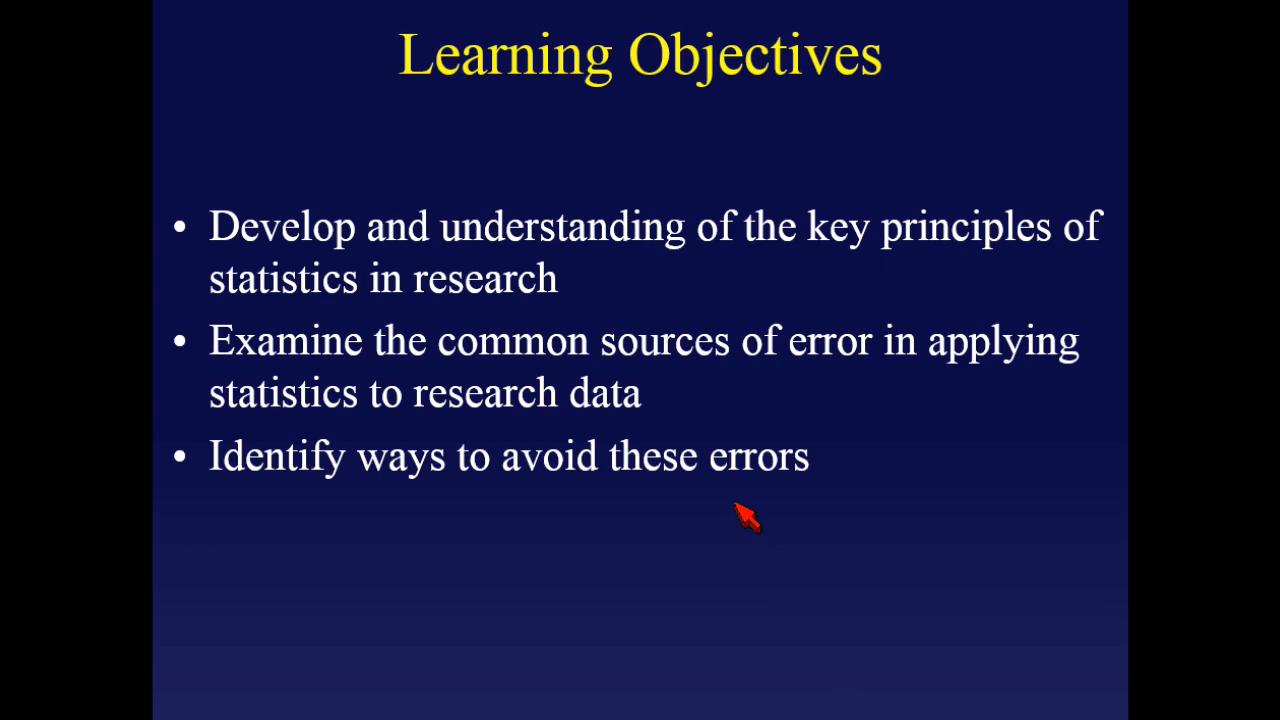 Learning Objectives
• Develop and understanding of the key principles of
statistics in research
• Examine the common sources of error in applying
statistics to research data
• Identify ways to avoid these errors